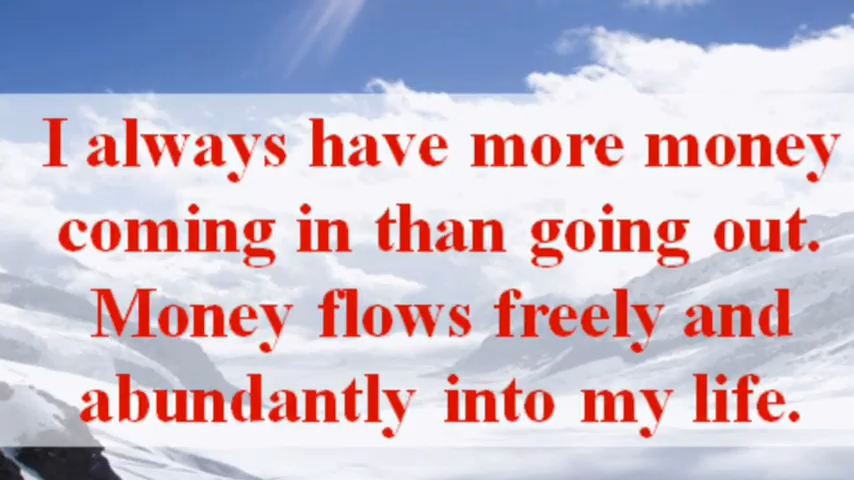 I always have more money
coming in than going out.
Money flows freely and
abundantly into my life.